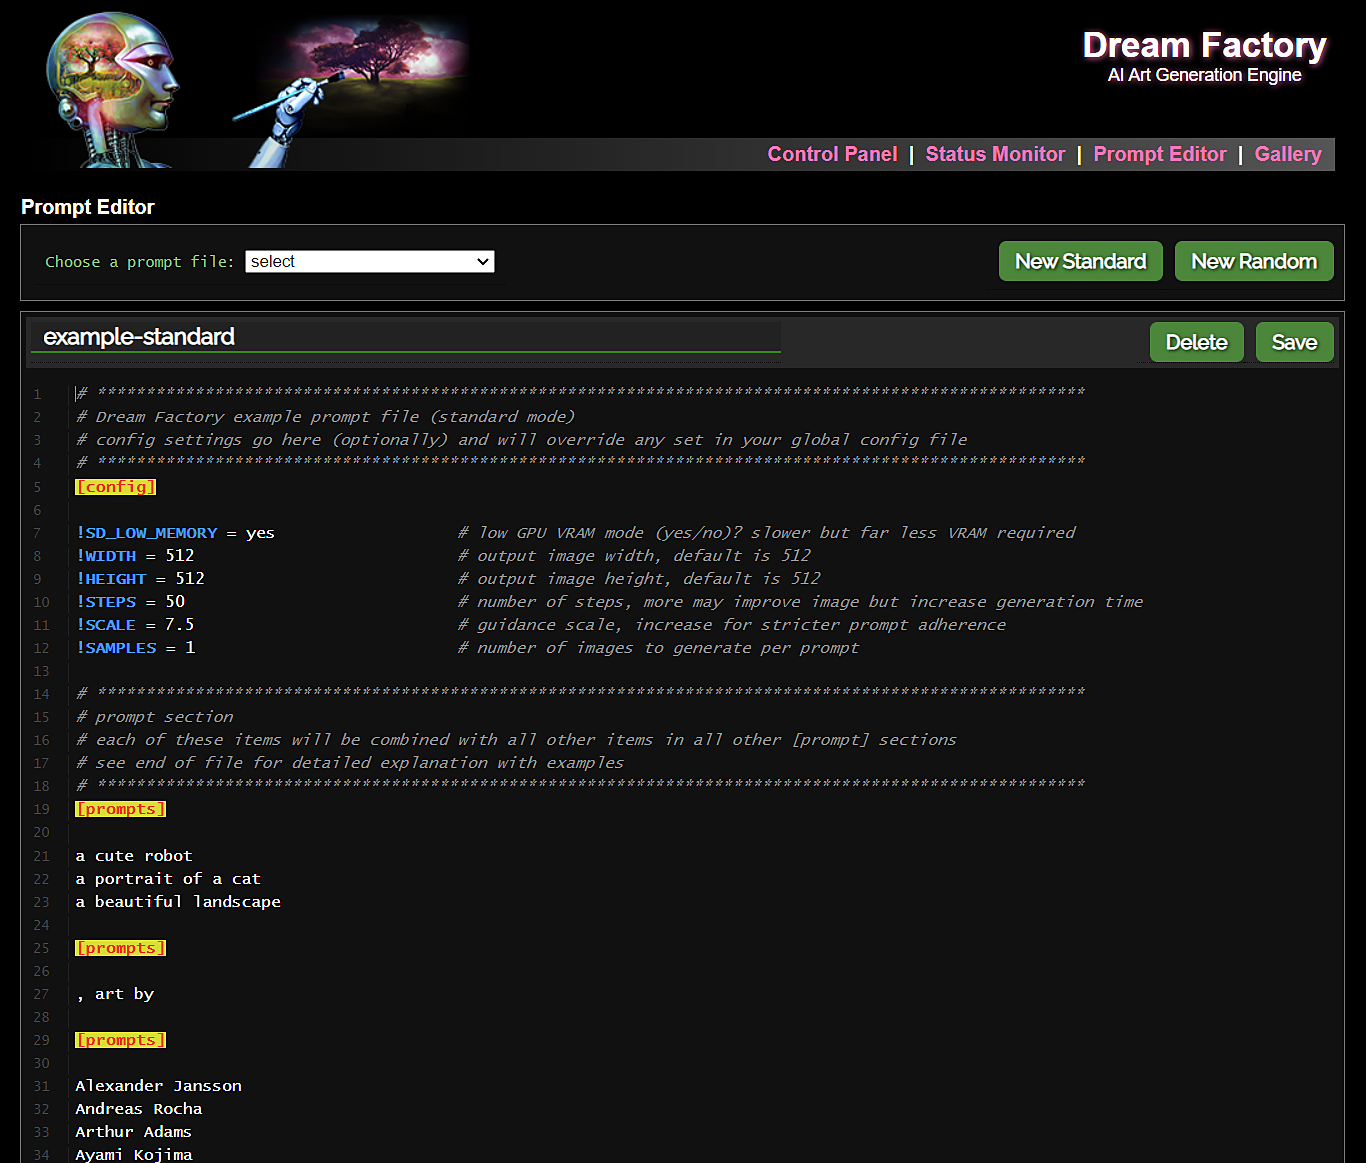 Dream Factory
AI Art Generation Engine
Control Panel | Status Monitor | Prompt Editor | Gallery
Prompt Editor
Choose a prompt file: select New Standard New Random
example-standard Delete Save
1 # *****************************************************************************************************
2 # Dream Factory example prompt file (standard mode)
3 # config settings go here (optionally) and will override any set in your global config file
4 # *****************************************************************************************************
5 [config]
6
7 !SD_LOW_MEMORY = yes # low GPU VRAM mode (yes/no)? slower but far less VRAM required
8 !WIDTH = 512 # output image width, default is 512
9 !HEIGHT = 512 # output image height, default is 512
10 !STEPS = 50 # number of steps, more may improve image but increase generation time
11 !SCALE = 7.5 # guidance scale, increase for stricter prompt adherence
12 !SAMPLES = 1 # number of images to generate per prompt
13
14 # *****************************************************************************************************
15 # prompt section
16 # each of these items will be combined with all other items in all other [prompt] sections
17 # see end of file for detailed explanation with examples
18 # *****************************************************************************************************
19 [prompts]
20
21 a cute robot
22 a portrait of a cat
23 a beautiful landscape
24
25 [prompts]
26
27 , art by
28
29 [prompts]
30
31 Alexander Jansson
32 Andreas Rocha
33 Arthur Adams
34 Ayami Kojima